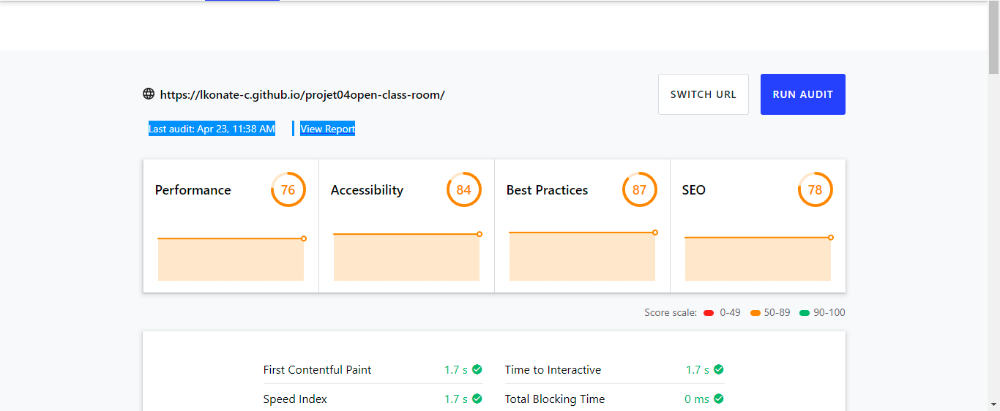 https://lkonate-c.github.io/projet04open-class-room/
SWITCH URL
RUN AUDIT
Last audit: Apr 23, 11:38 AM
View Report
Performance 76
Accessibility 84
Best Practices 87
SEO 78
Score scale: 0-49 50-89 90-100
First Contentful Paint 1.7 s
Time to Interactive 1.7 s
Speed Index 1.7 s
Total Blocking Time 0 ms